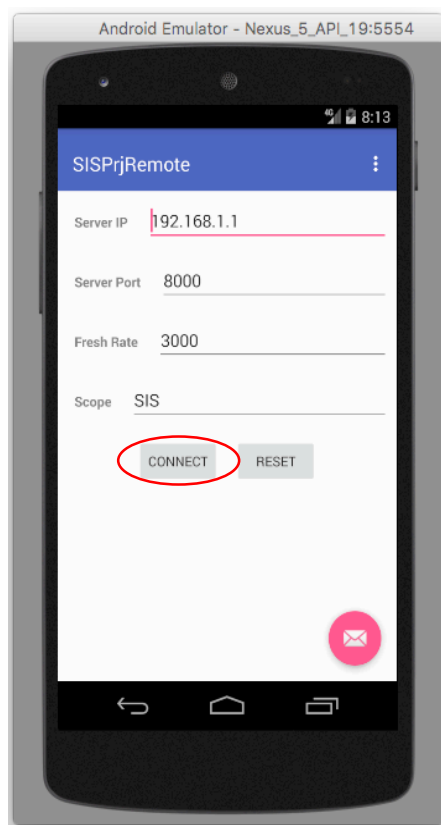 Android Emulator - Nexus_5_API_19:5554
4G 8:13
SISPrjRemote
Server IP 192.168.1.1
Server Port 8000
Fresh Rate 3000
Scope SIS
CONNECT RESET